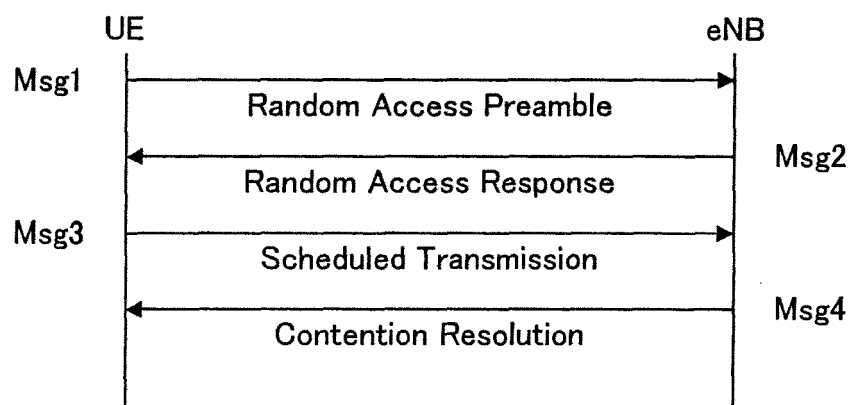 UE eNB
Msg1
Random Access Preamble
Msg2
Random Access Response
Msg3
Scheduled Transmission
Msg4
Contention Resolution